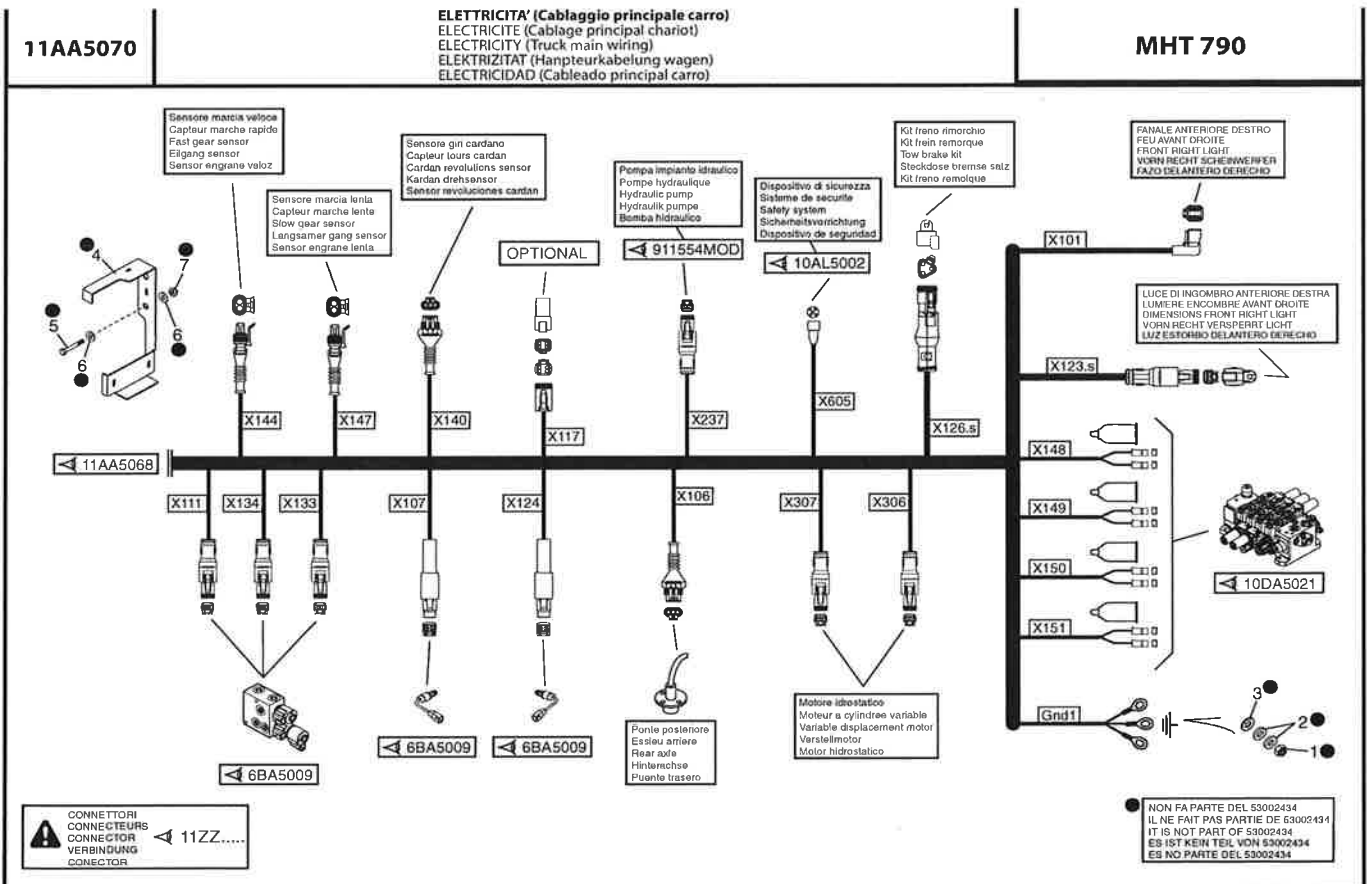 11AA5070
ELETTRICITA' (Cablaggio principale carro)
ELECTRICITE (Cablage principal chariot)
ELECTRICITY (Truck main wiring)
ELEKTRIZITAT (Hanpteurkabelung wagen)
ELECTRICIDAD (Cableado principal carro)
MHT 790
Sensore marcia veloce
Capteur marche rapide
Fast gear sensor
Eilgang sensor
Sensor engrane veloz
Sensore marcia lenta
Capteur marche lente
Slow gear sensor
Langsamer gang sensor
Sensor engrane lenta
Sensore giri cardano
Capteur tours cardan
Cardan revolutions sensor
Kardan drehsensor
Sensor revoluciones cardan
OPTIONAL
Pompa impianto idraulico
Pompe hydraulique
Hydraulic pump
Hydraulik pumpe
Bomba hidraulico
911554MOD
Dispositivo di sicurezza
Sisteme de securite
Safety system
Sicherheitsvorrichtung
Dispositivo de seguridad
10AL5002
Kit freno rimorchio
Kit frein remorque
Tow brake kit
Steckdose bremse salz
Kit freno remolque
FANALE ANTERIORE DESTRO
FEU AVANT DROITE
FRONT RIGHT LIGHT
VORN RECHT SCHEINWERFER
FAZO DELANTERO DERECHO
X101
LUCE DI INGOMBRO ANTERIORE DESTRA
LUMIERE ENCOMBRE AVANT DROITE
DIMENSIONS FRONT RIGHT LIGHT
VORN RECHT VERSPERRT LICHT
LUZ ESTORBO DELANTERO DERECHO
X123.s
4
7
5
6
6
X144
X147
X140
X117
X237
X605
X126.s
11AA5068
X111
X134
X133
X107
X124
X106
X307
X306
X148
X149
X150
X151
10DA5021
Gnd1
3
2
1
6BA5009
6BA5009
6BA5009
Ponte posteriore
Essieu arriere
Rear axle
Hinterachse
Puente trasero
Motore idrostatico
Moteur a cylindree variable
Variable displacement motor
Verstellmotor
Motor hidrostatico
CONNETTORI
CONNECTEURS
CONNECTOR
VERBINDUNG
CONECTOR
11ZZ.....
NON FA PARTE DEL 53002434
IL NE FAIT PAS PARTIE DE 53002434
IT IS NOT PART OF 53002434
ES IST KEIN TEIL VON 53002434
ES NO PARTE DEL 53002434